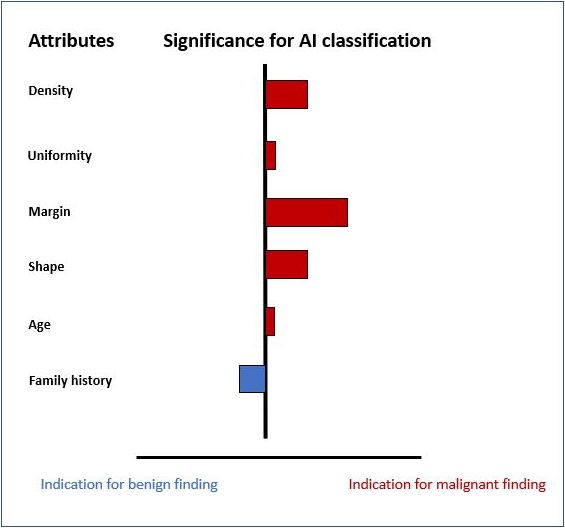 Attributes Significance for AI classification
Density
Uniformity
Margin
Shape
Age
Family history
Indication for benign finding Indication for malignant finding